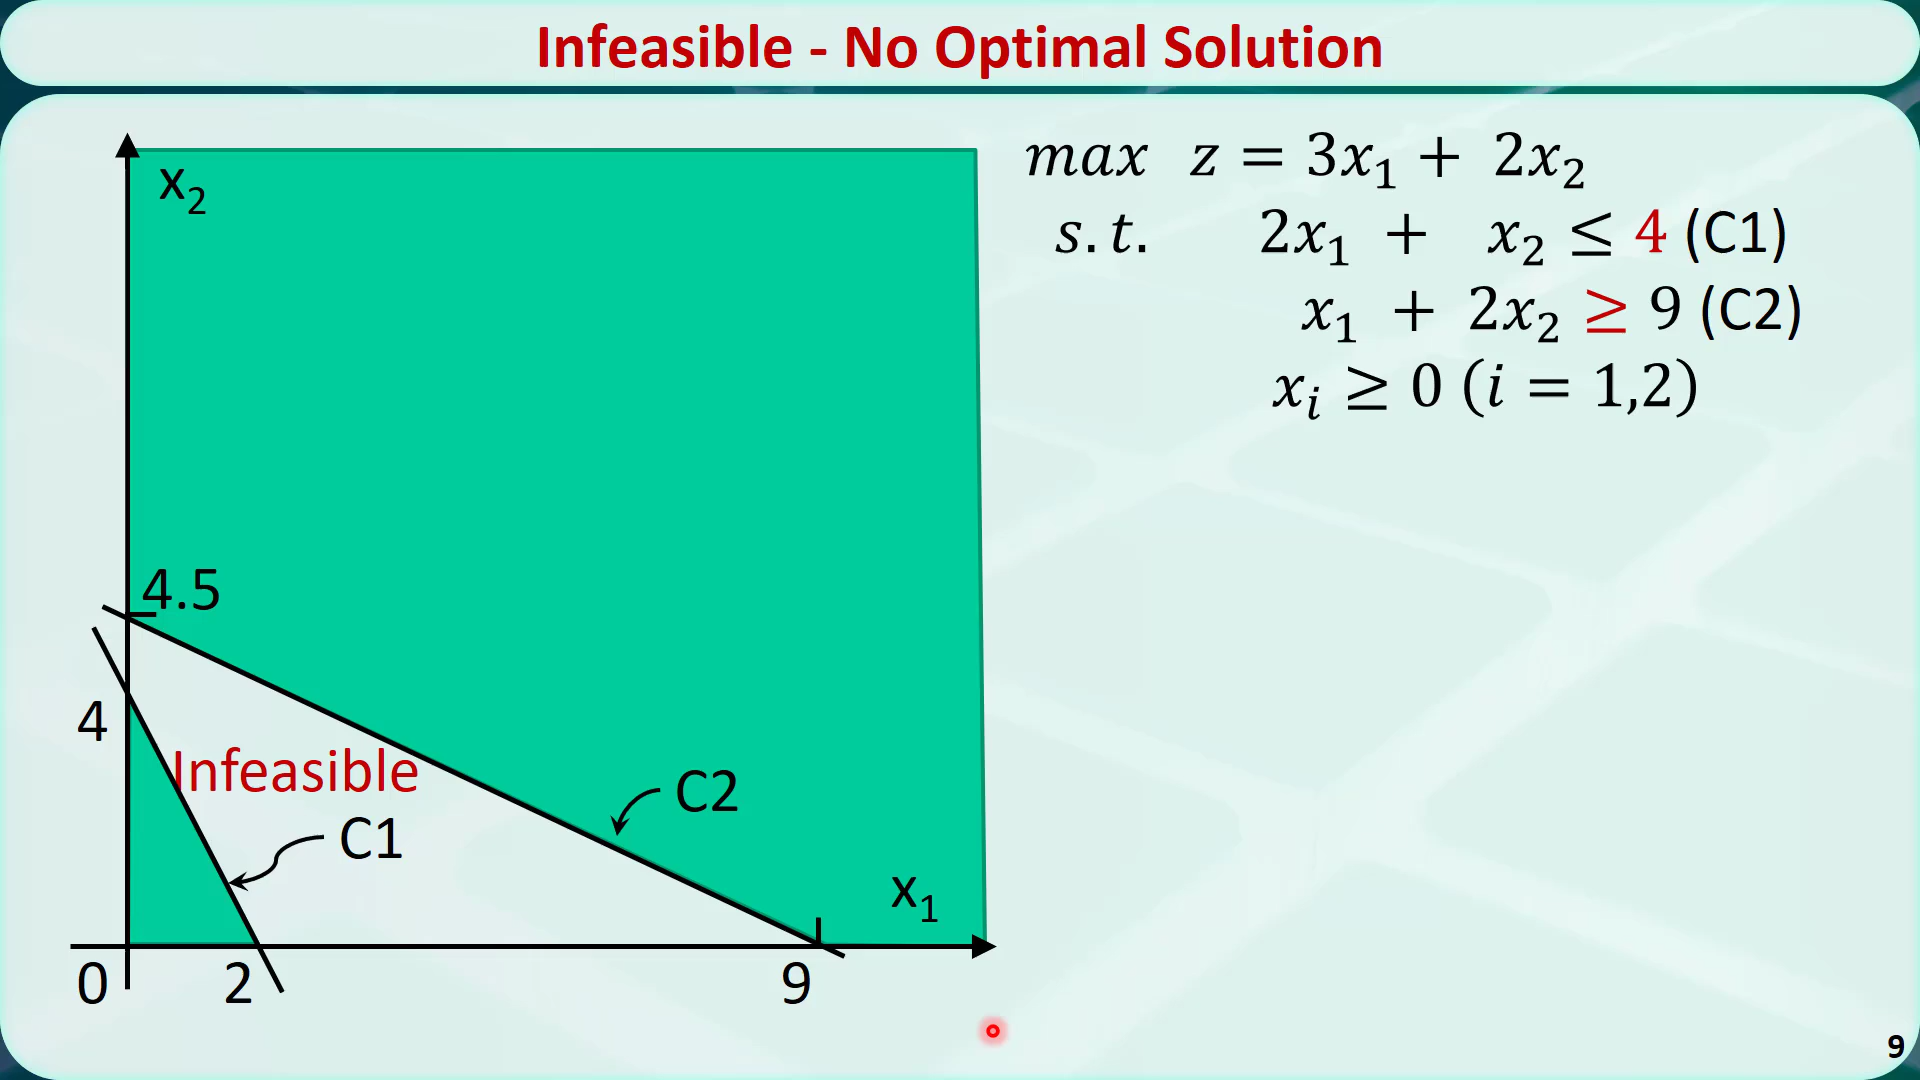 Infeasible - No Optimal Solution
max z = 3x₁ + 2x₂
s.t. 2x₁ + x₂ ≤ 4 (C1)
x₁ + 2x₂ ≥ 9 (C2)
xᵢ ≥ 0 (i = 1,2)
x₂
4.5
4
Infeasible
C2
C1
x₁
0
2
9
9